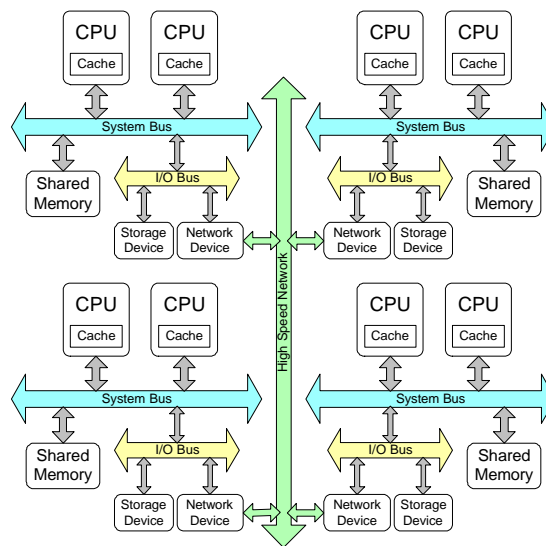 CPU
Cache
CPU
Cache
System Bus
Shared
Memory
I/O Bus
Storage
Device
Network
Device
CPU
Cache
CPU
Cache
System Bus
I/O Bus
Shared
Memory
Network
Device
Storage
Device
High Speed Network
CPU
Cache
CPU
Cache
System Bus
Shared
Memory
I/O Bus
Storage
Device
Network
Device
CPU
Cache
CPU
Cache
System Bus
I/O Bus
Shared
Memory
Network
Device
Storage
Device